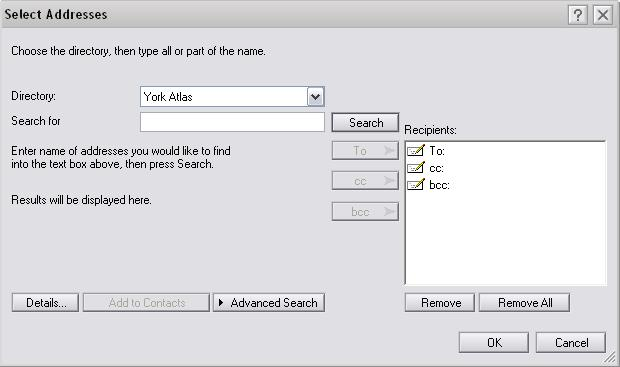 Select Addresses
?
Choose the directory, then type all or part of the name.
Directory:
York Atlas
Search for
Search
Recipients:
Enter name of addresses you would like to find
into the text box above, then press Search.
To
cc
bcc
Results will be displayed here.
To:
cc:
bcc:
Details...
Add to Contacts
Advanced Search
Remove
Remove All
OK
Cancel